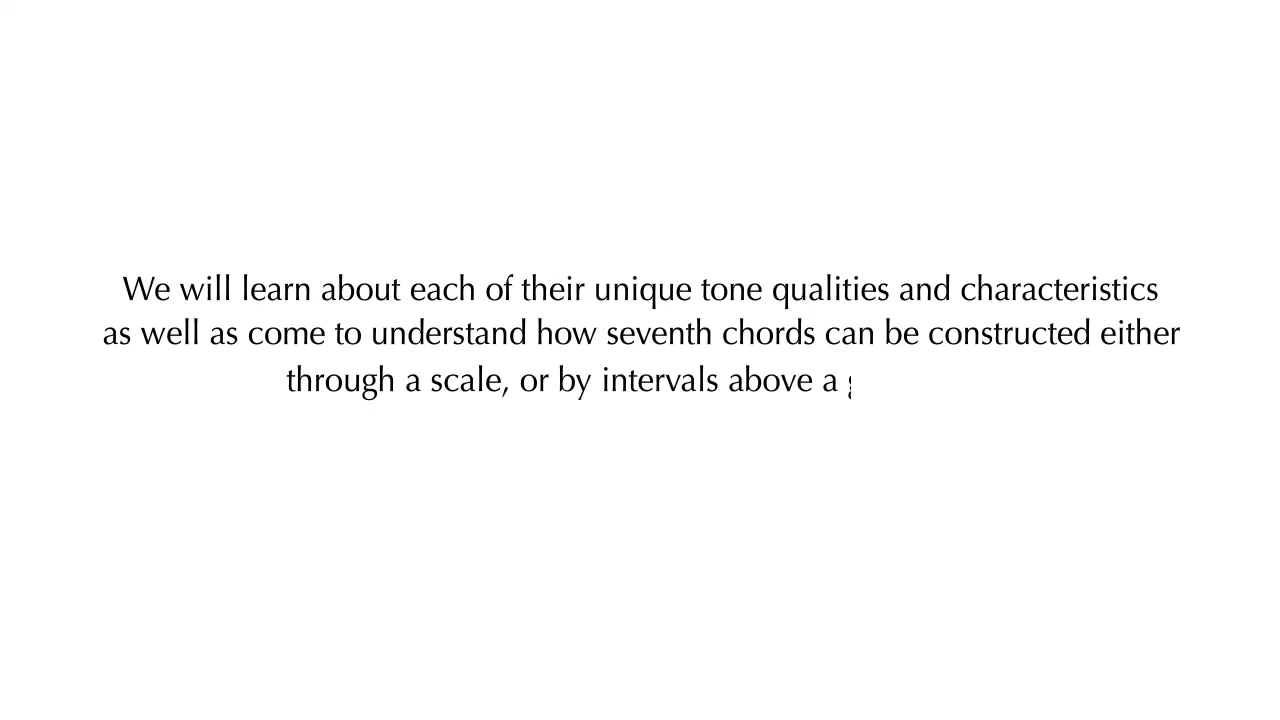 We will learn about each of their unique tone qualities and characteristics
as well as come to understand how seventh chords can be constructed either
through a scale, or by intervals above a